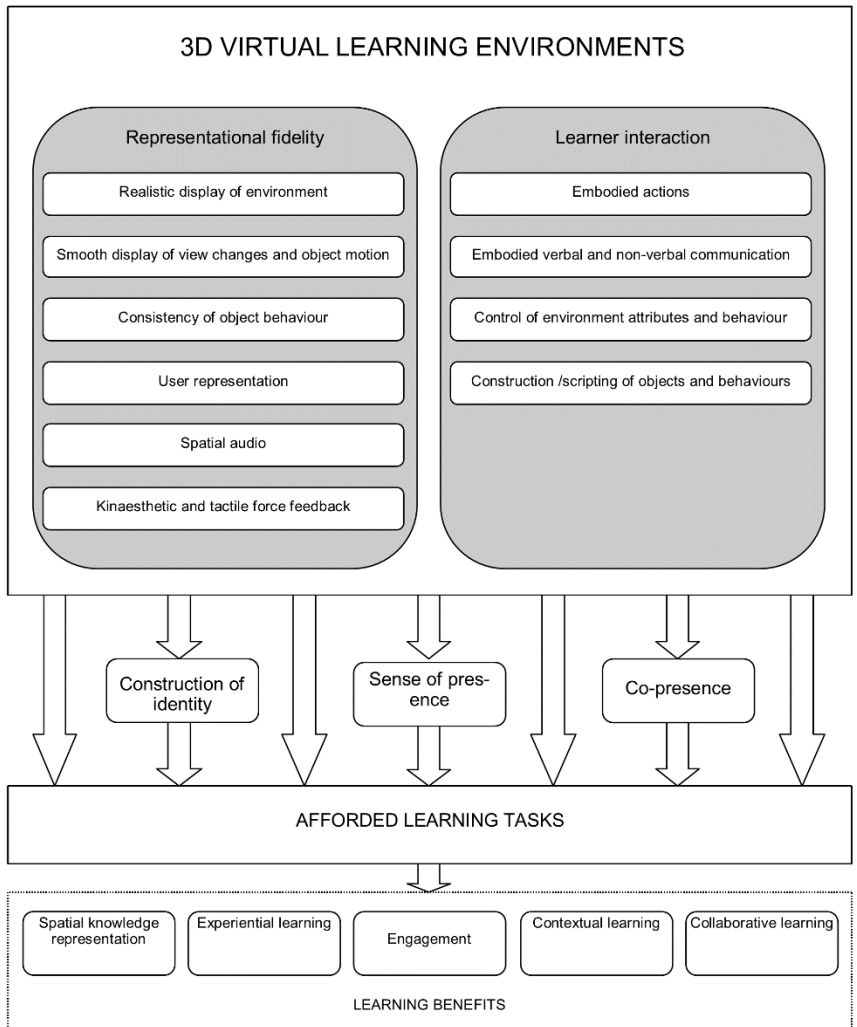 3D VIRTUAL LEARNING ENVIRONMENTS
Representational fidelity
Realistic display of environment
Smooth display of view changes and object motion
Consistency of object behaviour
User representation
Spatial audio
Kinaesthetic and tactile force feedback
Learner interaction
Embodied actions
Embodied verbal and non-verbal communication
Control of environment attributes and behaviour
Construction /scripting of objects and behaviours
Construction of
identity
Sense of pres-
ence
Co-presence
AFFORDED LEARNING TASKS
Spatial knowledge
representation
Experiential learning
Engagement
Contextual learning
Collaborative learning
LEARNING BENEFITS